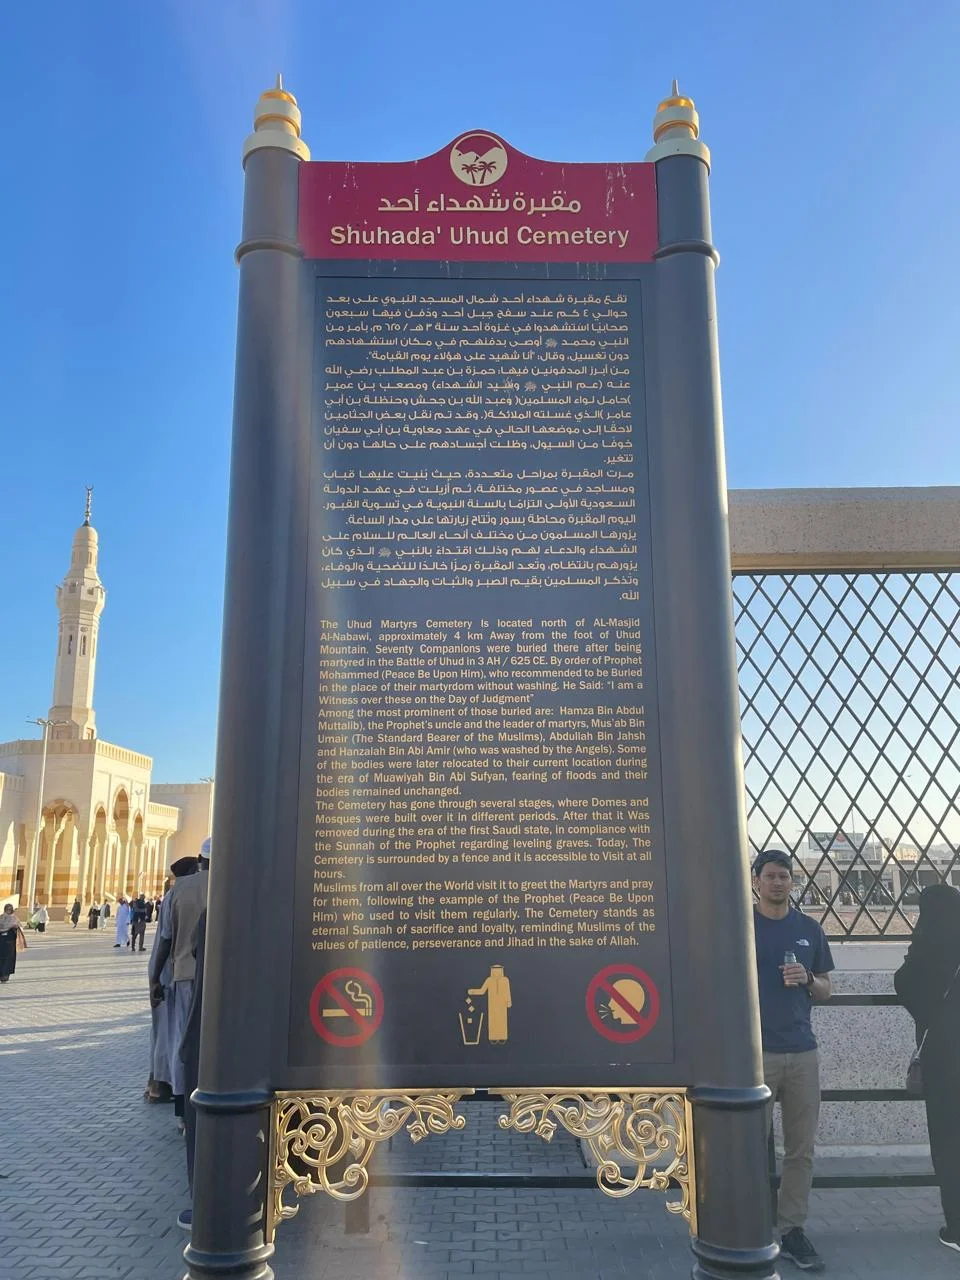 مقبرة شهداء أحد
Shuhada' Uhud Cemetery
تقع مقبرة شهداء أحد شمال المسجد النبوي على بعد
حوالي ٤ كم عند سفح جبل أحد ودُفن فيها سبعون
صحابيًا استشهدوا في غزوة أحد سنة ٣ هـ / ٦٢٥ م، بأمر من
النبي محمد ﷺ أوصى بدفنهم في مكان استشهادهم
دون تغسيل، وقال: "أنا شهيد على هؤلاء يوم القيامة".
من أبرز المدفونين فيها: حمزة بن عبد المطلب رضي الله
عنه (عم النبي ﷺ وسيد الشهداء) ومصعب بن عمير
)حامل لواء المسلمين( وعبد الله بن جحش وحنظلة بن أبي
عامر )الذي غسلته الملائكة(. وقد تم نقل بعض الجثامين
لاحقًا إلى موضعها الحالي في عهد معاوية بن أبي سفيان
خوفًا من السيول، وظلت أجسادهم على حالها دون أن
تتغير.
مرت المقبرة بمراحل متعددة، حيث بُنيت عليها قباب
ومساجد في عصور مختلفة، ثم أزيلت في عهد الدولة
السعودية الأولى التزامًا بالسنة النبوية في تسوية القبور.
اليوم المقبرة محاطة بسور وتُتاح زيارتها على مدار الساعة.
يزورها المسلمون من مختلف أنحاء العالم للسلام على
الشهداء والدعاء لهم وذلك اقتداءً بالنبي ﷺ الذي كان
يزورهم بانتظام، وتعد المقبرة رمزًا خالدًا للتضحية والوفاء،
وتذكر المسلمين بقيم الصبر والثبات والجهاد في سبيل
الله.
The Uhud Martyrs Cemetery Is located north of AL-Masjid
Al-Nabawi, approximately 4 km Away from the foot of Uhud
Mountain. Seventy Companions were buried there after being
martyred in the Battle of Uhud in 3 AH / 625 CE. By order of Prophet
Mohammed (Peace Be Upon Him), who recommended to be Buried
in the place of their martyrdom without washing. He Said: "I am a
Witness over these on the Day of Judgment"
Among the most prominent of those buried are: Hamza Bin Abdul
Muttalib), the Prophet's uncle and the leader of martyrs, Mus'ab Bin
Umair (The Standard Bearer of the Muslims), Abdullah Bin Jahsh
and Hanzalah Bin Abi Amir (who was washed by the Angels). Some
of the bodies were later relocated to their current location during
the era of Muawiyah Bin Abi Sufyan, fearing of floods and their
bodies remained unchanged.
The Cemetery has gone through several stages, where Domes and
Mosques were built over it in different periods. After that it Was
removed during the era of the first Saudi state, in compliance with
the Sunnah of the Prophet regarding leveling graves. Today, The
Cemetery is surrounded by a fence and it is accessible to Visit at all
hours.
Muslims from all over the World visit it to greet the Martyrs and pray
for them, following the example of the Prophet (Peace Be Upon
Him) who used to visit them regularly. The Cemetery stands as
eternal Sunnah of sacrifice and loyalty, reminding Muslims of the
values of patience, perseverance and Jihad in the sake of Allah.